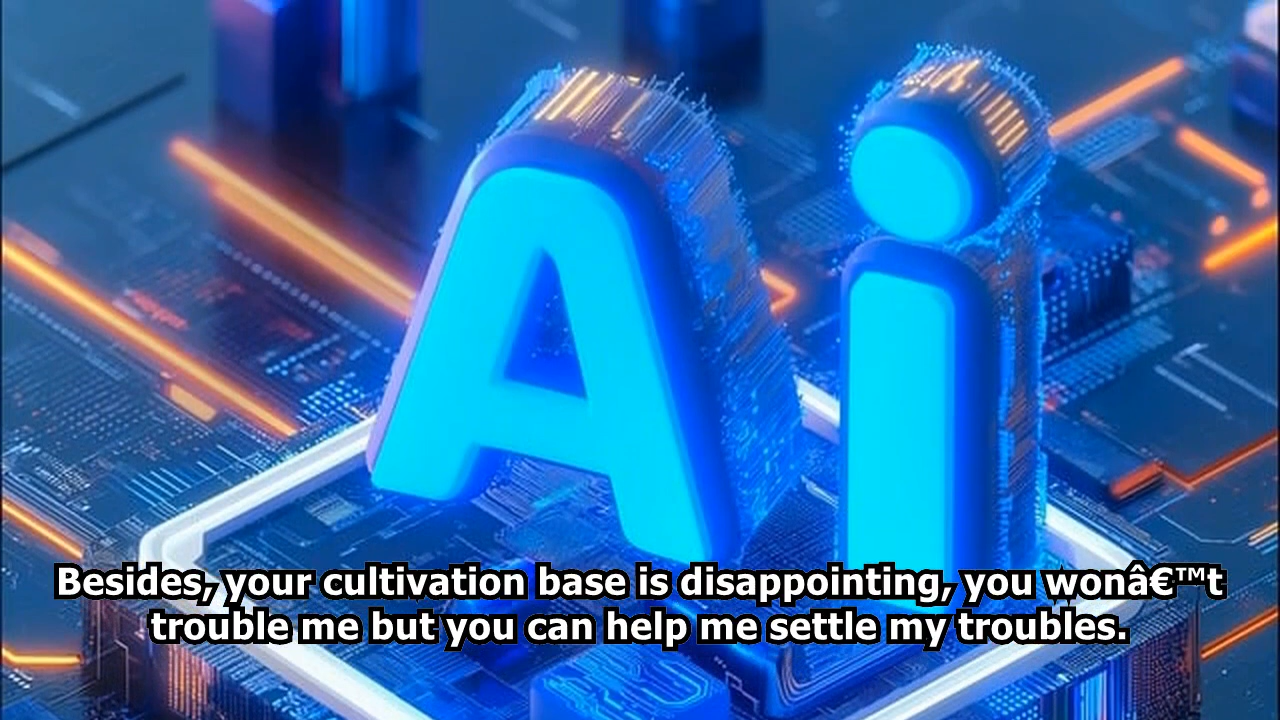 Ai
Besides, your cultivation base is disappointing, you wonâ€™t
trouble me but you can help me settle my troubles.